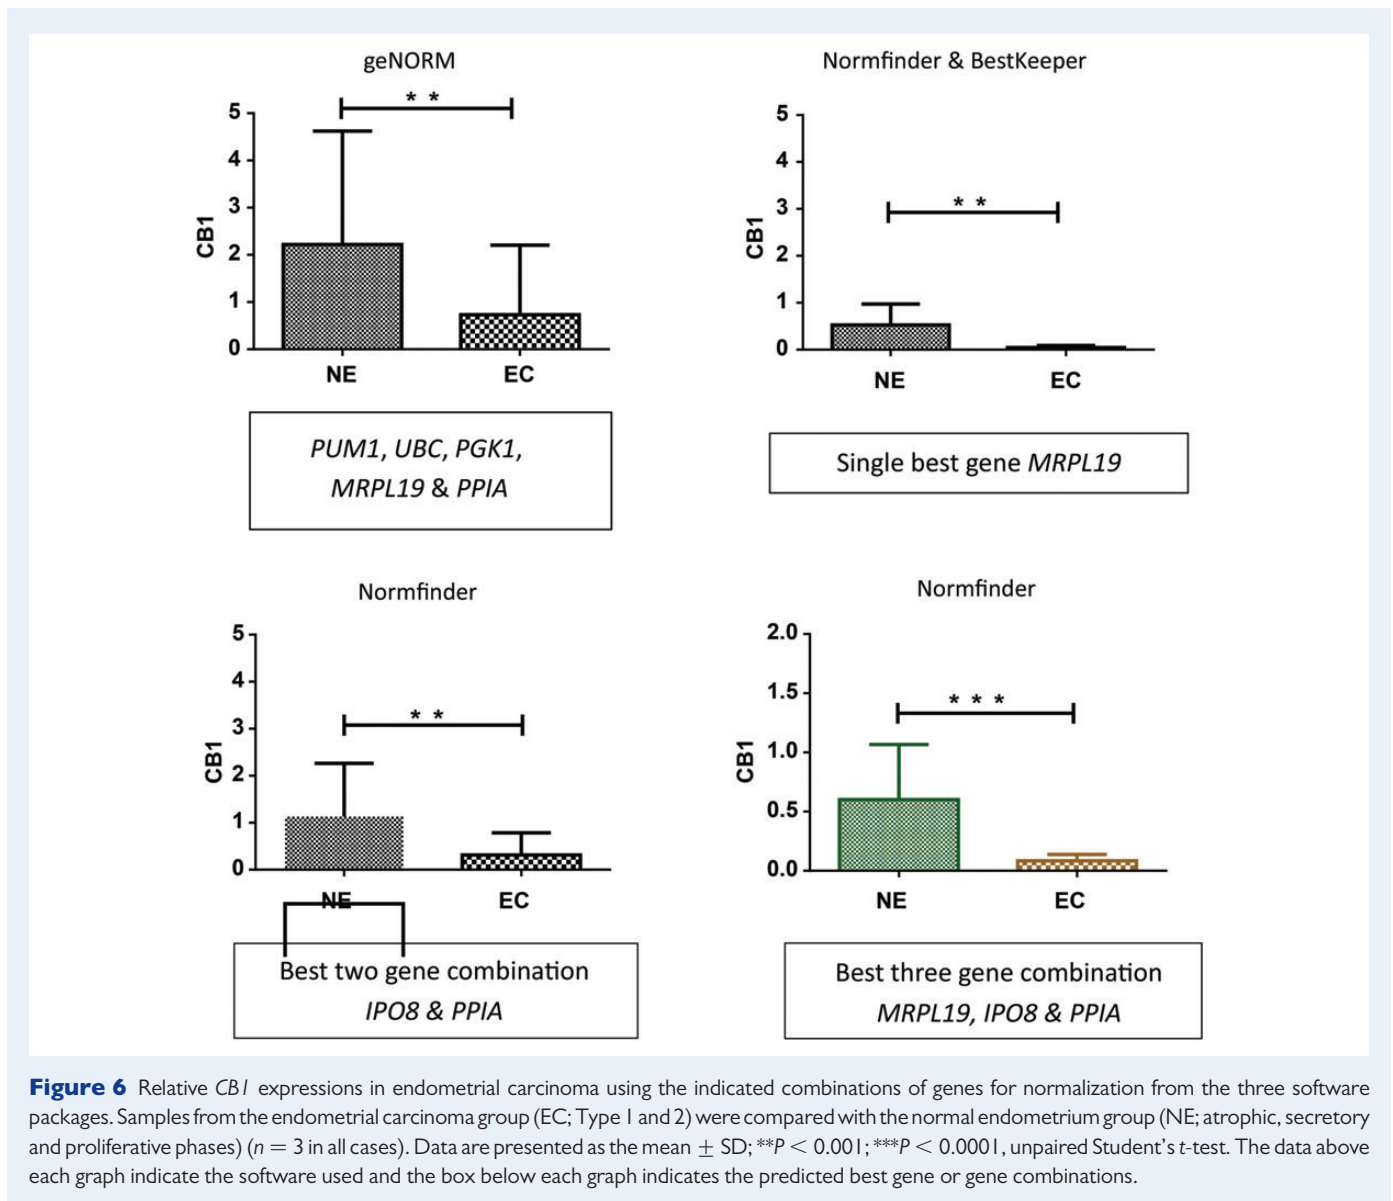 geNORM
* *
5
4
3
2
1
0
CB1
NE EC
PUM1, UBC, PGK1,
MRPL19 & PPIA
Normfinder & BestKeeper
* *
5
4
3
2
1
0
CB1
NE EC
Single best gene MRPL19
Normfinder
* *
5
4
3
2
1
0
CB1
NE EC
Best two gene combination
IPO8 & PPIA
Normfinder
* * *
2.0
1.5
1.0
0.5
0.0
CB1
NE EC
Best three gene combination
MRPL19, IPO8 & PPIA
Figure 6 Relative CB1 expressions in endometrial carcinoma using the indicated combinations of genes for normalization from the three software
packages. Samples from the endometrial carcinoma group (EC; Type 1 and 2) were compared with the normal endometrium group (NE; atrophic, secretory
and proliferative phases) (n = 3 in all cases). Data are presented as the mean ± SD; **P < 0.001; ***P < 0.0001, unpaired Student's t-test. The data above
each graph indicate the software used and the box below each graph indicates the predicted best gene or gene combinations.